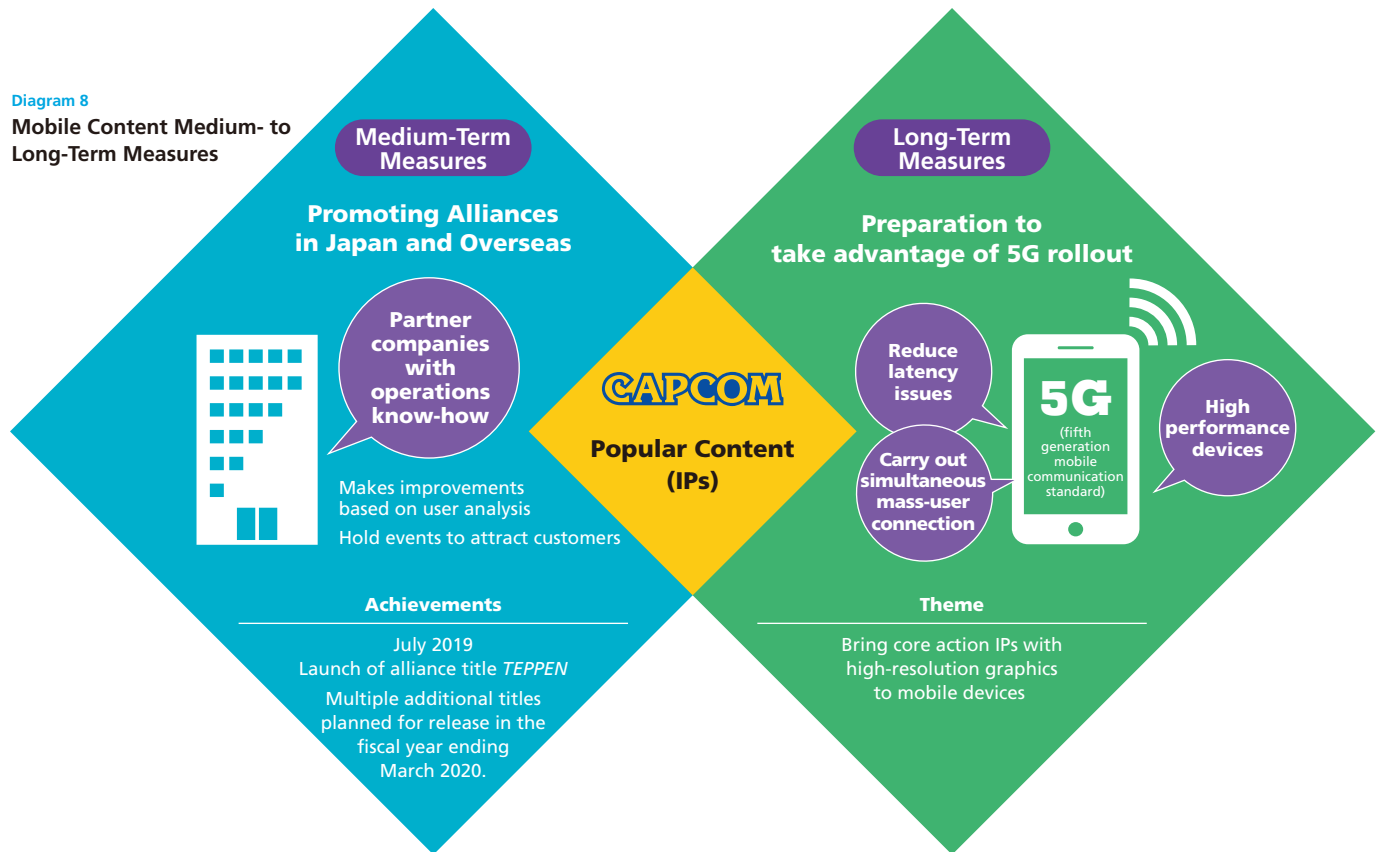 Diagram 8
Mobile Content Medium- to
Long-Term Measures
Medium-Term
Measures
Promoting Alliances
in Japan and Overseas
Partner
companies
with
operations
know-how
Makes improvements
based on user analysis
Hold events to attract customers
Achievements
July 2019
Launch of alliance title TEPPEN
Multiple additional titles
planned for release in the
fiscal year ending
March 2020.
CAPCOM
Popular Content
(IPs)
Long-Term
Measures
Preparation to
take advantage of 5G rollout
Reduce
latency
issues
Carry out
simultaneous
mass-user
connection
5G
(fifth
generation
mobile
communication
standard)
High
performance
devices
Theme
Bring core action IPs with
high-resolution graphics
to mobile devices